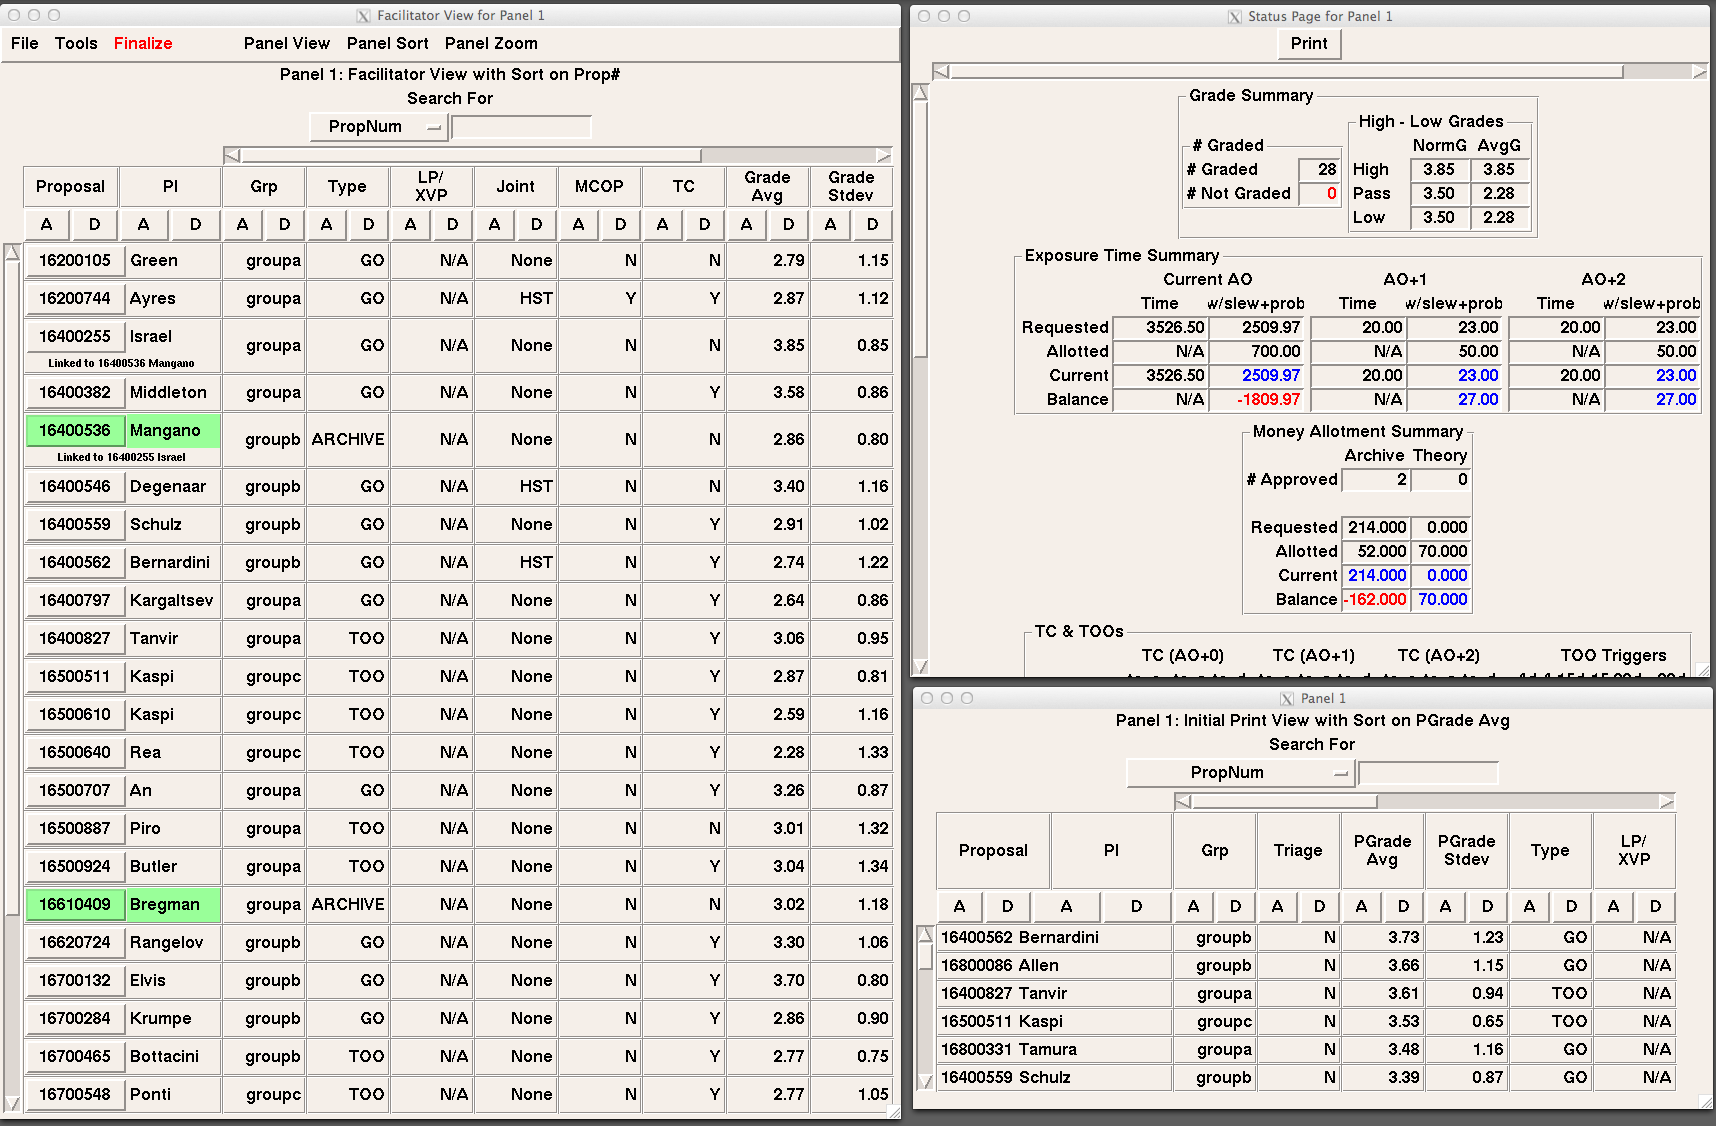 Facilitator View for Panel 1
File Tools Finalize Panel View Panel Sort Panel Zoom
Panel 1: Facilitator View with Sort on Prop#
Search For
PropNum
Proposal PI Grp Type LP/XVP Joint MCOP TC Grade Avg Grade Stdev
A D A D A D A D A D A D A D A D A D A D
16200105 Green groupa GO N/A None N N 2.79 1.15
16200744 Ayres groupa GO N/A HST Y Y 2.87 1.12
16400255 Israel groupa GO N/A None N N 3.85 0.85
Linked to 16400536 Mangano
16400382 Middleton groupa GO N/A None N Y 3.58 0.86
16400536 Mangano groupb ARCHIVE N/A None N N 2.86 0.80
Linked to 16400255 Israel
16400546 Degenaar groupb GO N/A HST N N 3.40 1.16
16400559 Schulz groupb GO N/A None N Y 2.91 1.02
16400562 Bernardini groupb GO N/A HST N Y 2.74 1.22
16400797 Kargaltsev groupa GO N/A None N Y 2.64 0.86
16400827 Tanvir groupa TOO N/A None N Y 3.06 0.95
16500511 Kaspi groupc TOO N/A None N Y 2.87 0.81
16500610 Kaspi groupc TOO N/A None N Y 2.59 1.16
16500640 Rea groupc TOO N/A None N Y 2.28 1.33
16500707 An groupa GO N/A None N Y 3.26 0.87
16500887 Piro groupa TOO N/A None N N 3.01 1.32
16500924 Butler groupa TOO N/A None N Y 3.04 1.34
16610409 Bregman groupa ARCHIVE N/A None N N 3.02 1.18
16620724 Rangelov groupb GO N/A None N Y 3.30 1.06
16700132 Elvis groupa GO N/A None N Y 3.70 0.80
16700284 Krumpe groupb GO N/A None N Y 2.86 0.90
16700465 Bottacini groupb TOO N/A None N Y 2.77 0.75
16700548 Ponti groupc TOO N/A None N Y 2.77 1.05
Status Page for Panel 1
Print
Grade Summary
High - Low Grades
# Graded NormG AvgG
# Graded 28 High 3.85 3.85
# Not Graded 0 Pass 3.50 2.28
Low 3.50 2.28
Exposure Time Summary
Current AO AO+1 AO+2
Time w/slew+prob Time w/slew+prob Time w/slew+prob
Requested 3526.50 2509.97 20.00 23.00 20.00 23.00
Allotted N/A 700.00 N/A 50.00 N/A 50.00
Current 3526.50 2509.97 20.00 23.00 20.00 23.00
Balance N/A -1809.97 N/A 27.00 N/A 27.00
Money Allotment Summary
Archive Theory
# Approved 2 0
Requested 214.000 0.000
Allotted 52.000 70.000
Current 214.000 0.000
Balance -162.000 70.000
TC & TOOs
TC (AO+0) TC (AO+1) TC (AO+2) TOO Triggers
Panel 1
Panel 1: Initial Print View with Sort on PGrade Avg
Search For
PropNum
Proposal PI Grp Triage PGrade Avg PGrade Stdev Type LP/XVP
A D A D A D A D A D A D A D A D
16400562 Bernardini groupb N 3.73 1.23 GO N/A
16800086 Allen groupb N 3.66 1.15 GO N/A
16400827 Tanvir groupa N 3.61 0.94 TOO N/A
16500511 Kaspi groupc N 3.53 0.65 TOO N/A
16800331 Tamura groupa N 3.48 1.16 GO N/A
16400559 Schulz groupb N 3.39 0.87 GO N/A